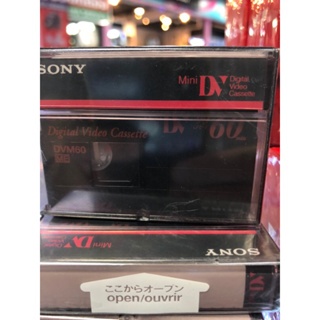 SONY
Mini DV Digital Video Cassette
Digital Video Cassette
DV 60
DVM60
SONY
Mini DV
ここからオープン
open/ouvrir